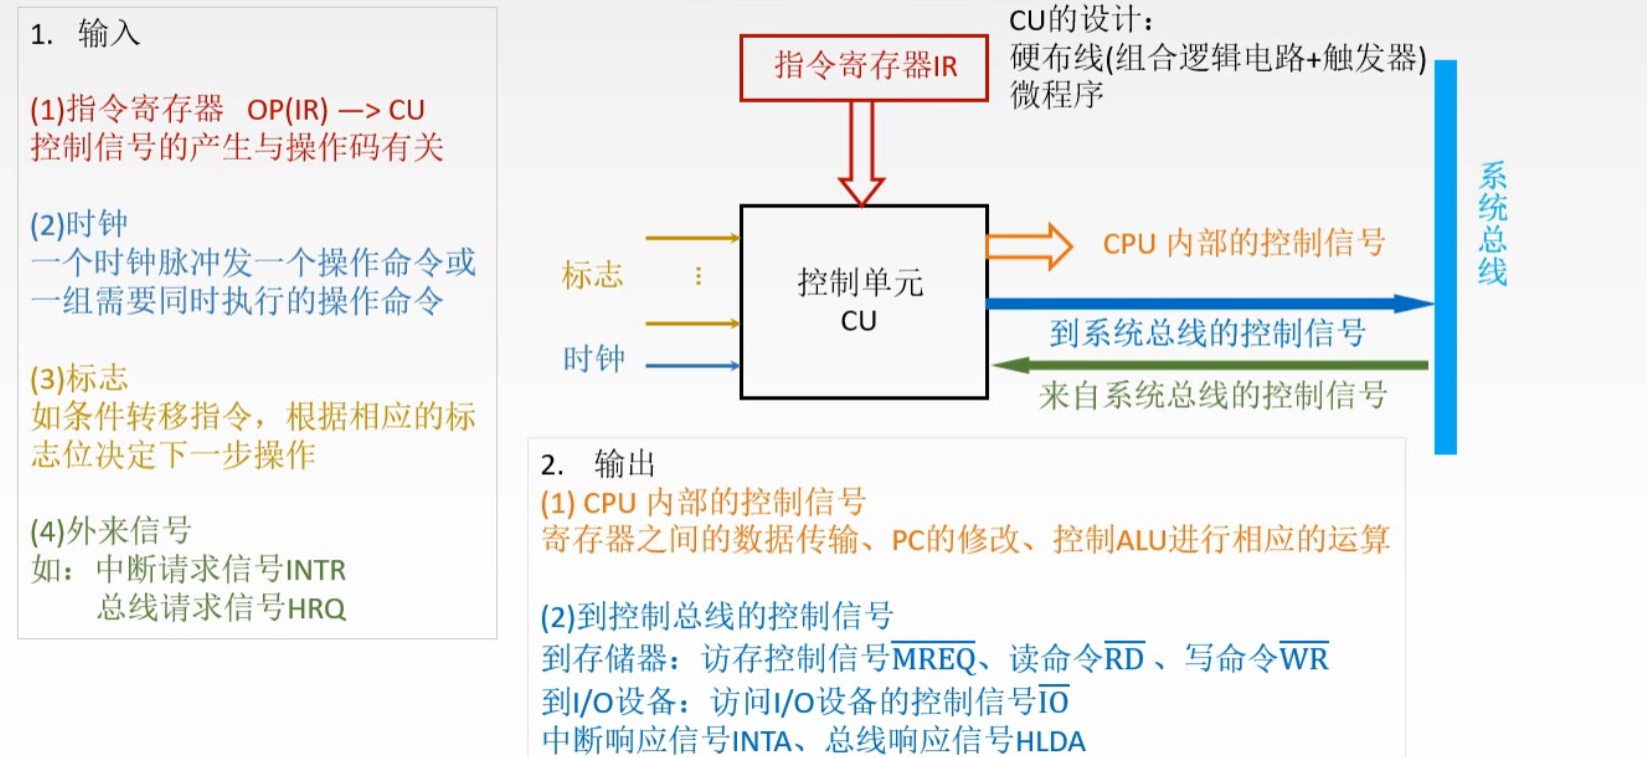 1. 输入
(1)指令寄存器 OP(IR) —> CU
控制信号的产生与操作码有关
(2)时钟
一个时钟脉冲发一个操作命令或
一组需要同时执行的操作命令
(3)标志
如条件转移指令，根据相应的标
志位决定下一步操作
(4)外来信号
如：中断请求信号INTR
总线请求信号HRQ
指令寄存器IR
CU的设计：
硬布线(组合逻辑电路+触发器)
微程序
标志
⋮
时钟
控制单元
CU
CPU 内部的控制信号
到系统总线的控制信号
来自系统总线的控制信号
系统总线
2. 输出
(1) CPU 内部的控制信号
寄存器之间的数据传输、PC的修改、控制ALU进行相应的运算
(2)到控制总线的控制信号
到存储器：访存控制信号M̅R̅E̅Q̅、读命令R̅D̅ 、写命令W̅R̅
到I/O设备：访问I/O设备的控制信号I̅O̅
中断响应信号INTA、总线响应信号HLDA